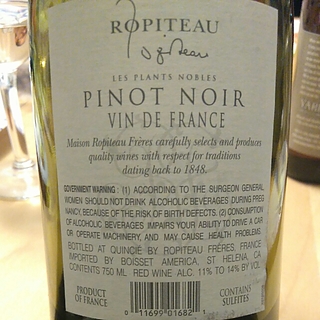 ROPITEAU
Ropiteau
LES PLANTS NOBLES
PINOT NOIR
VIN DE FRANCE
Maison Ropiteau Frères carefully selects and produces
quality wines with respect for traditions
dating back to 1848.
GOVERNMENT WARNING: (1) ACCORDING TO THE SURGEON GENERAL
WOMEN SHOULD NOT DRINK ALCOHOLIC BEVERAGES DURING PREG
NANCY, BECAUSE OF THE RISK OF BIRTH DEFECTS. (2) CONSUMPTION
OF ALCOHOLIC BEVERAGES IMPAIRS YOUR ABILITY TO DRIVE A CAR
OR OPERATE MACHINERY, AND MAY CAUSE HEALTH PROBLEMS.
BOTTLED AT QUINCIÉ BY ROPITEAU FRÈRES, FRANCE
IMPORTED BY BOISSET AMERICA, ST HELENA, CA
CONTENTS 750 ML RED WINE ALC. 11% TO 14% BY VOL.
PRODUCT
OF FRANCE
CONTAINS
SULFITES
0 11699 01682 1